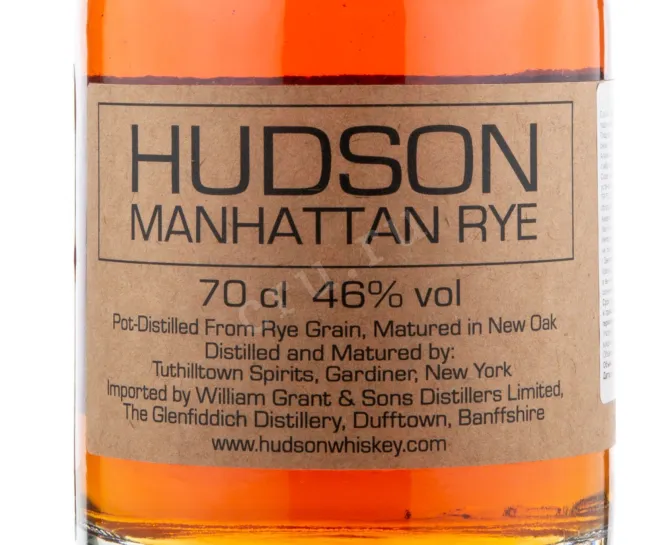 HUDSON
MANHATTAN RYE
70 cl 46% vol
Pot-Distilled From Rye Grain, Matured in New Oak
Distilled and Matured by:
Tuthilltown Spirits, Gardiner, New York
Imported by William Grant & Sons Distillers Limited,
The Glenfiddich Distillery, Dufftown, Banffshire
www.hudsonwhiskey.com
cru.ru